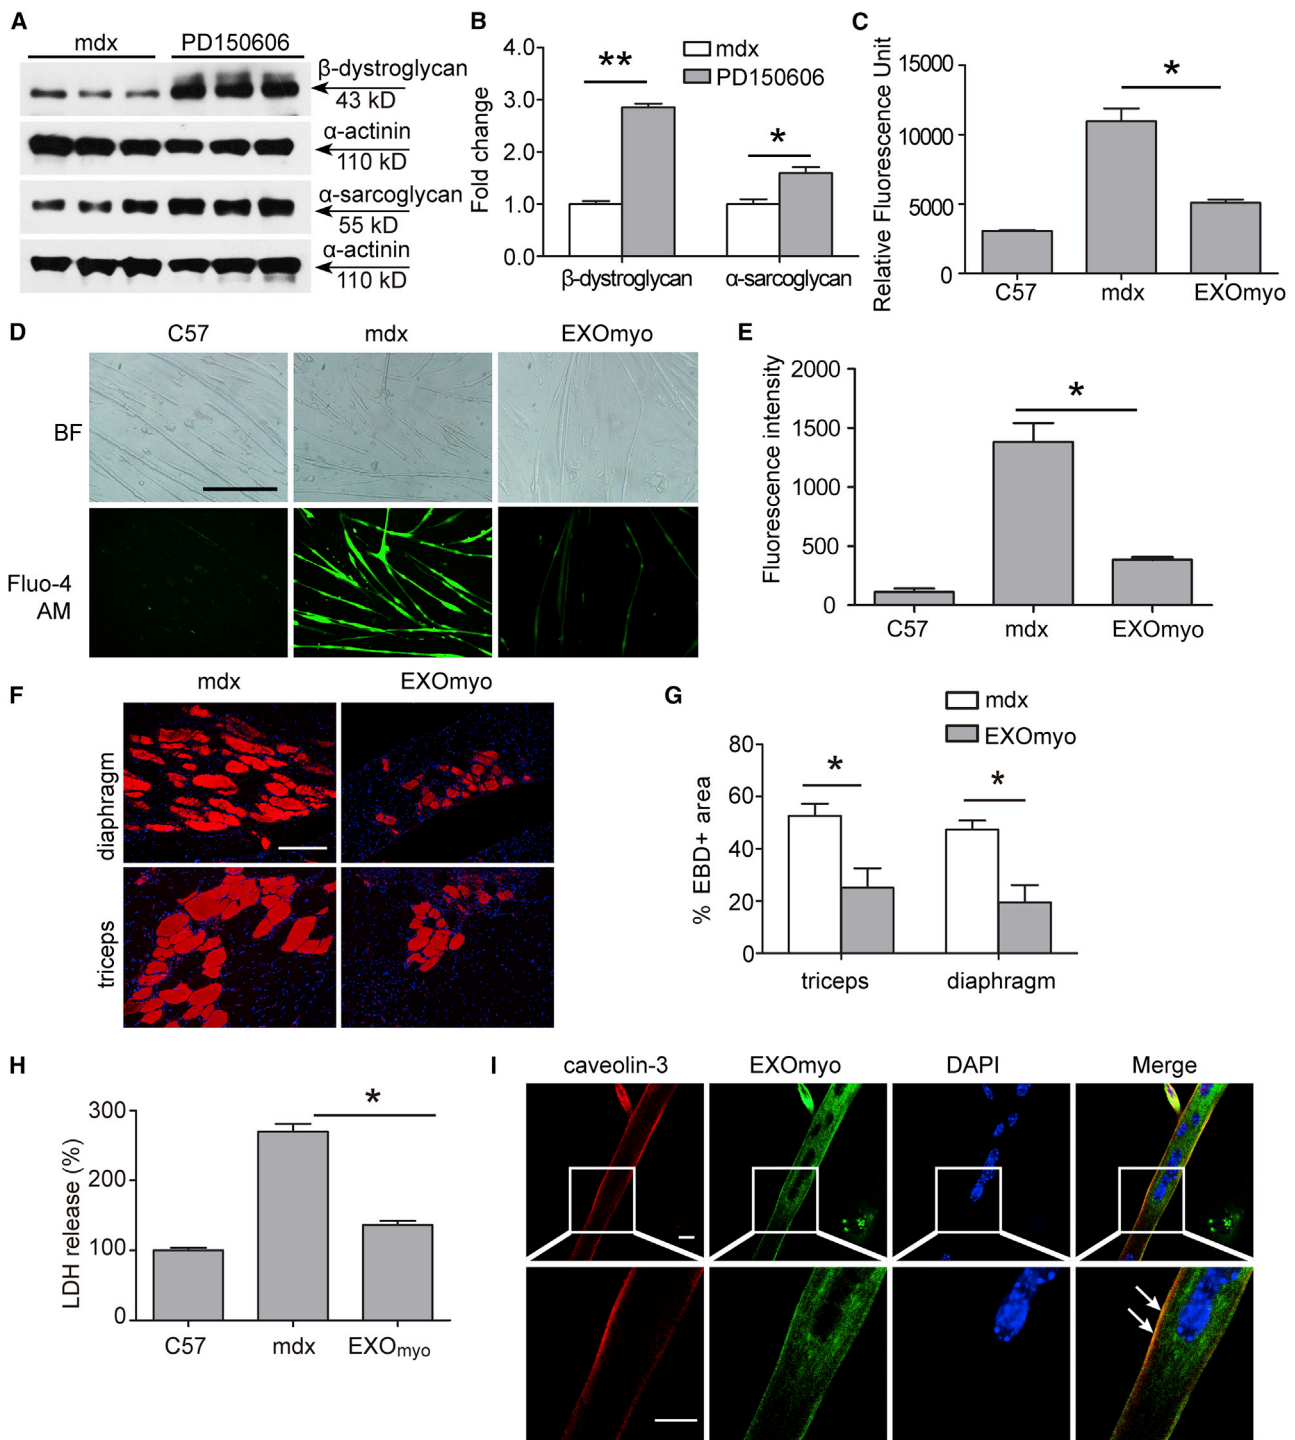 A
mdx PD150606
β-dystroglycan
43 kD
α-actinin
110 kD
α-sarcoglycan
55 kD
α-actinin
110 kD
B
mdx
PD150606
Fold change
4.0
3.0
2.0
1.0
0.0
**
*
β-dystroglycan α-sarcoglycan
C
Relative Fluorescence Unit
15000
10000
5000
0
*
C57 mdx EXOmyo
D
C57 mdx EXOmyo
BF
Fluo-4
AM
E
Fluorescence intensity
2000
1500
1000
500
0
*
C57 mdx EXOmyo
F
mdx EXOmyo
diaphragm
triceps
G
mdx
EXOmyo
% EBD+ area
80
60
40
20
0
*
*
triceps diaphragm
H
LDH release (%)
300
200
100
0
*
C57 mdx EXOmyo
I
caveolin-3 EXOmyo DAPI Merge